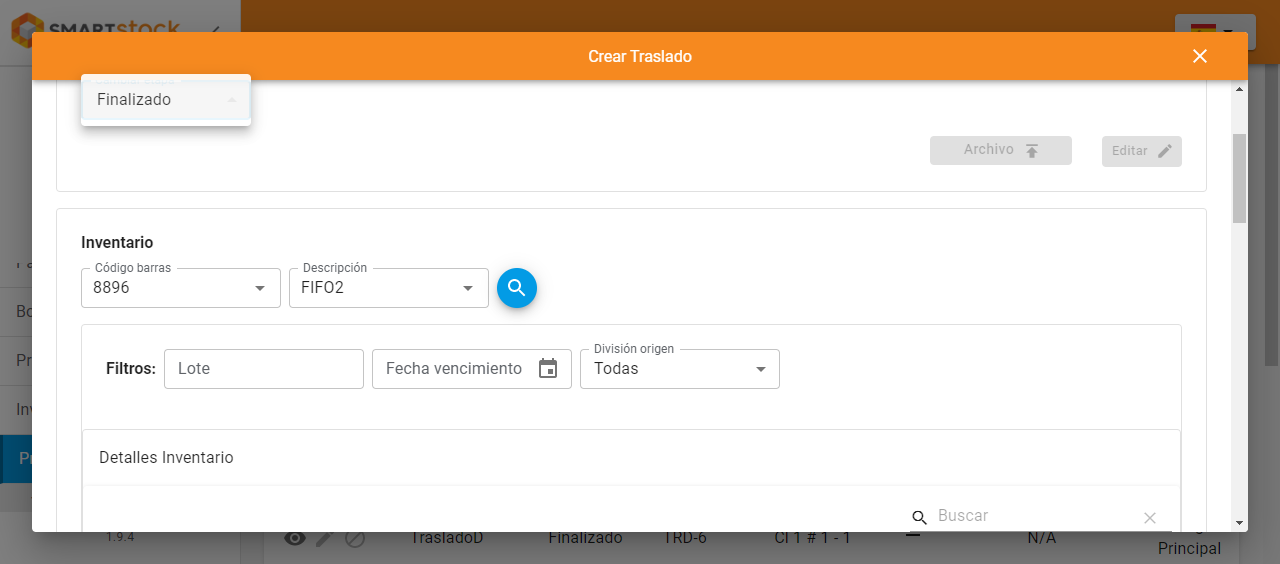 SMARTstock
Crear Traslado
Finalizado
Archivo
Editar
Inventario
Código barras
8896
Descripción
FIFO2
Filtros:
Lote
Fecha vencimiento
División origen
Todas
Detalles Inventario
Buscar
Bo
Pr
Inv
Pr
1.9.4
TrasladoD Finalizado TRD-6 CI 1 # 1 - 1 N/A
Principal